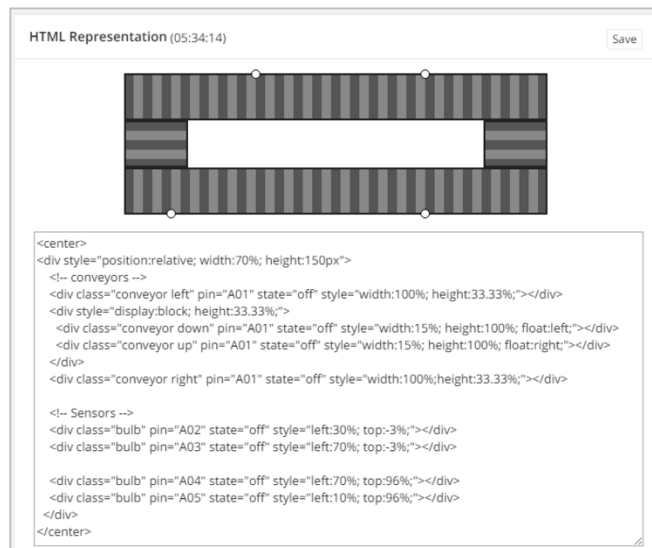 HTML Representation (05:34:14)
Save
<center>
<div style="position:relative; width:70%; height:150px">
<!-- conveyors -->
<div class="conveyor left" pin="A01" state="off" style="width:100%; height:33.33%;"></div>
<div style="display:block; height:33.33%;">
<div class="conveyor down" pin="A01" state="off" style="width:15%; height:100%; float:left;"></div>
<div class="conveyor up" pin="A01" state="off" style="width:15%; height:100%; float:right;"></div>
</div>
<div class="conveyor right" pin="A01" state="off" style="width:100%;height:33.33%;"></div>
<!-- Sensors -->
<div class="bulb" pin="A02" state="off" style="left:30%; top:-3%;"></div>
<div class="bulb" pin="A03" state="off" style="left:70%; top:-3%;"></div>
<div class="bulb" pin="A04" state="off" style="left:70%; top:96%;"></div>
<div class="bulb" pin="A05" state="off" style="left:10%; top:96%;"></div>
</div>
</center>